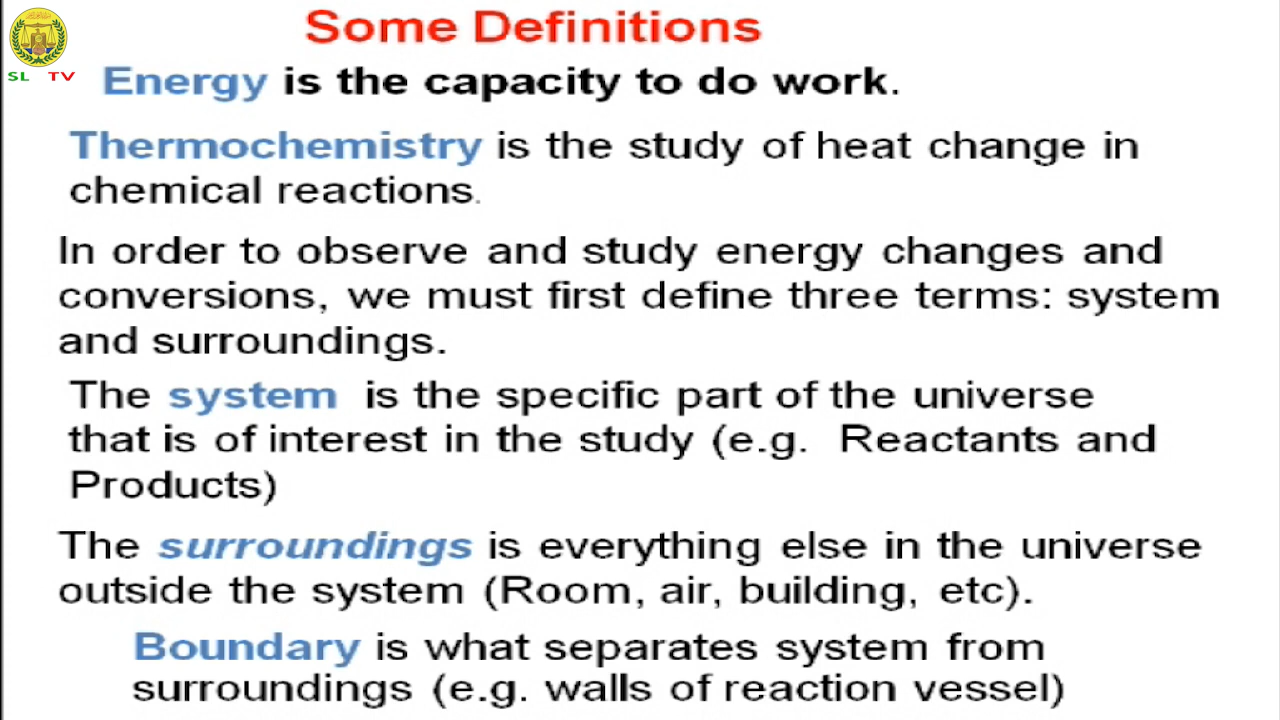 Some Definitions
SL TV
Energy is the capacity to do work.
Thermochemistry is the study of heat change in
chemical reactions.
In order to observe and study energy changes and
conversions, we must first define three terms: system
and surroundings.
The system is the specific part of the universe
that is of interest in the study (e.g. Reactants and
Products)
The surroundings is everything else in the universe
outside the system (Room, air, building, etc).
Boundary is what separates system from
surroundings (e.g. walls of reaction vessel)